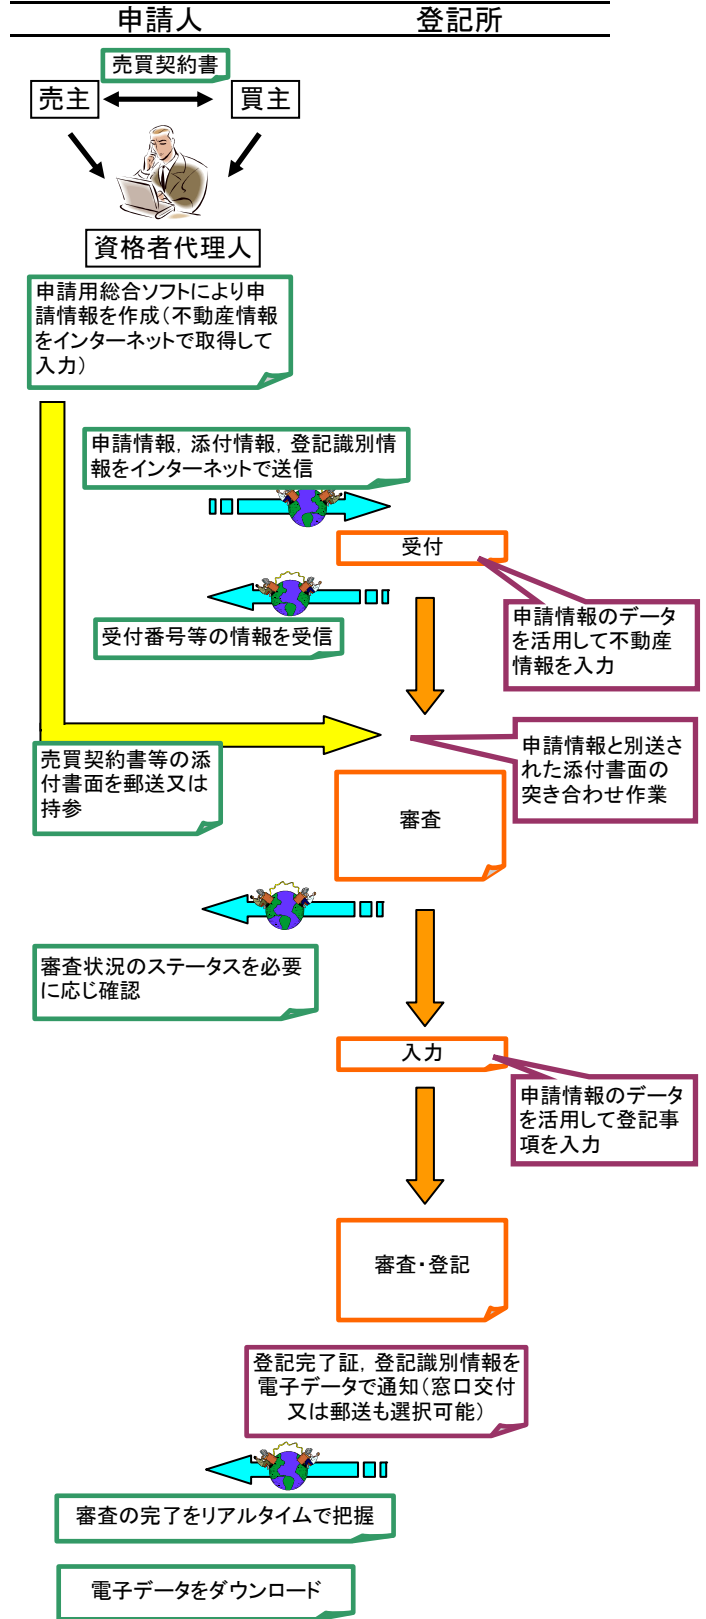 申請人　登記所
売買契約書
売主　買主
資格者代理人
申請用総合ソフトにより申
請情報を作成（不動産情報
をインターネットで取得して
入力）
申請情報，添付情報，登記識別情
報をインターネットで送信
受付
申請情報のデータ
を活用して不動産
情報を入力
受付番号等の情報を受信
申請情報と別送さ
れた添付書面の
突き合わせ作業
売買契約書等の添
付書面を郵送又は
持参
審査
審査状況のステータスを必要
に応じ確認
入力
申請情報のデータ
を活用して登記事
項を入力
審査・登記
登記完了証，登記識別情報を
電子データで通知（窓口交付
又は郵送も選択可能）
審査の完了をリアルタイムで把握
電子データをダウンロード